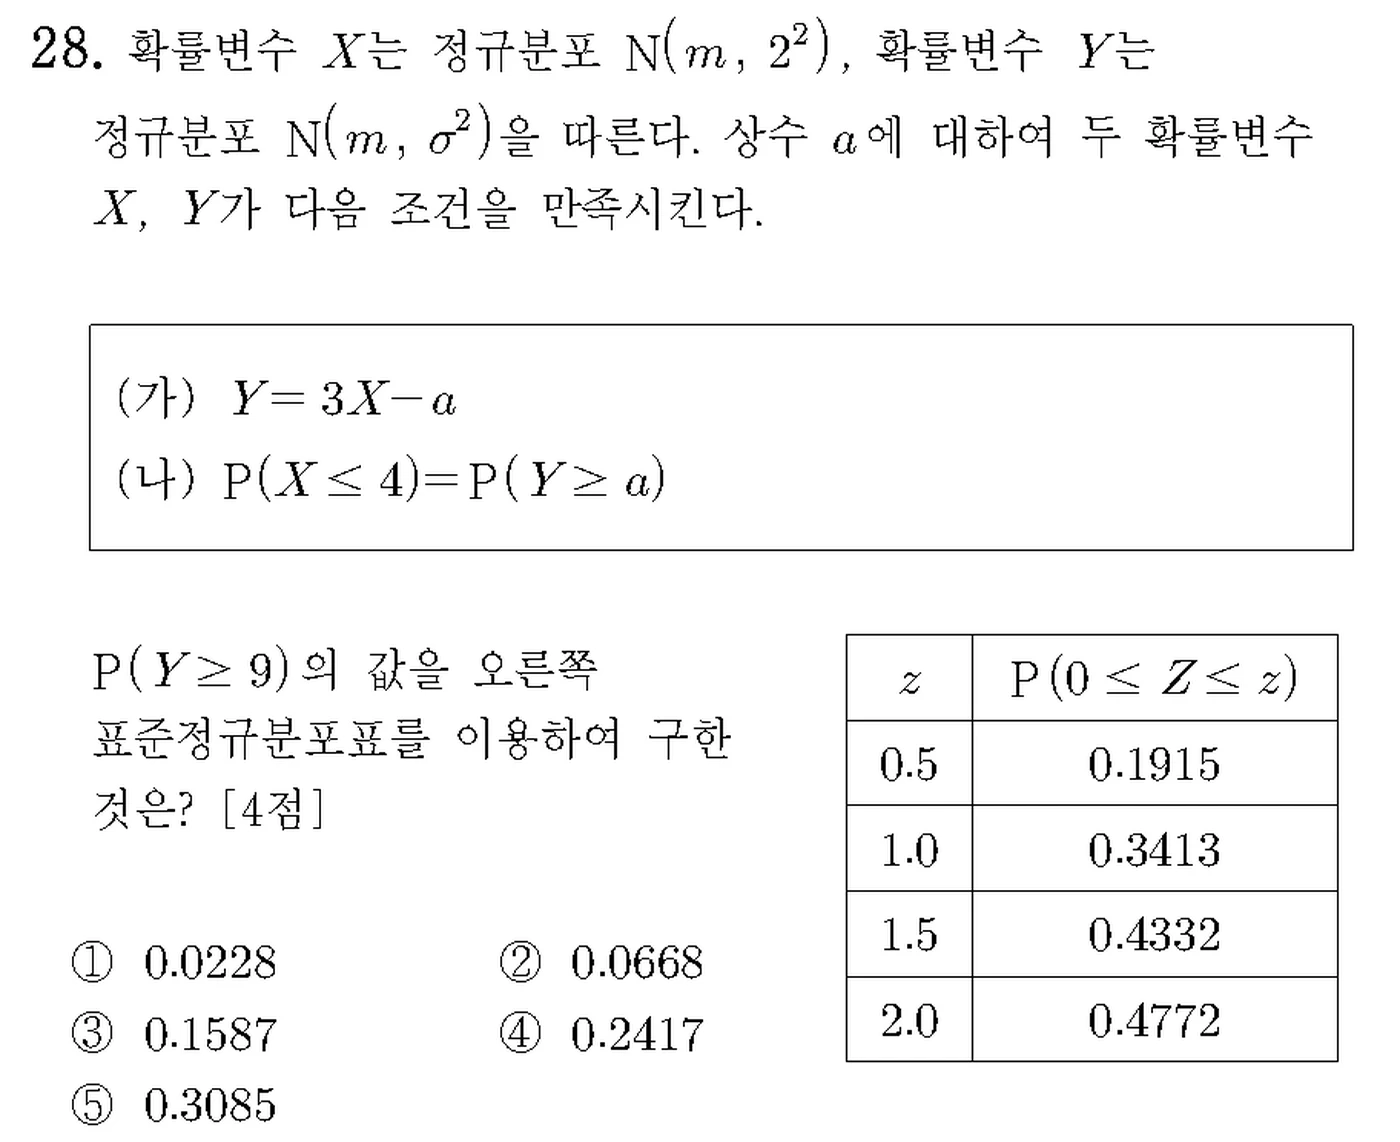 28. 확률변수 X는 정규분포 N(m, 2²), 확률변수 Y는
정규분포 N(m, σ²)을 따른다. 상수 a에 대하여 두 확률변수
X, Y가 다음 조건을 만족시킨다.
(가) Y= 3X−a
(나) P(X≤ 4)=P(Y≥ a)
P(Y≥ 9)의 값을 오른쪽
표준정규분포표를 이용하여 구한
것은? [4점]
z P(0≤ Z≤ z)
0.5 0.1915
1.0 0.3413
1.5 0.4332
2.0 0.4772
① 0.0228 ② 0.0668
③ 0.1587 ④ 0.2417
⑤ 0.3085